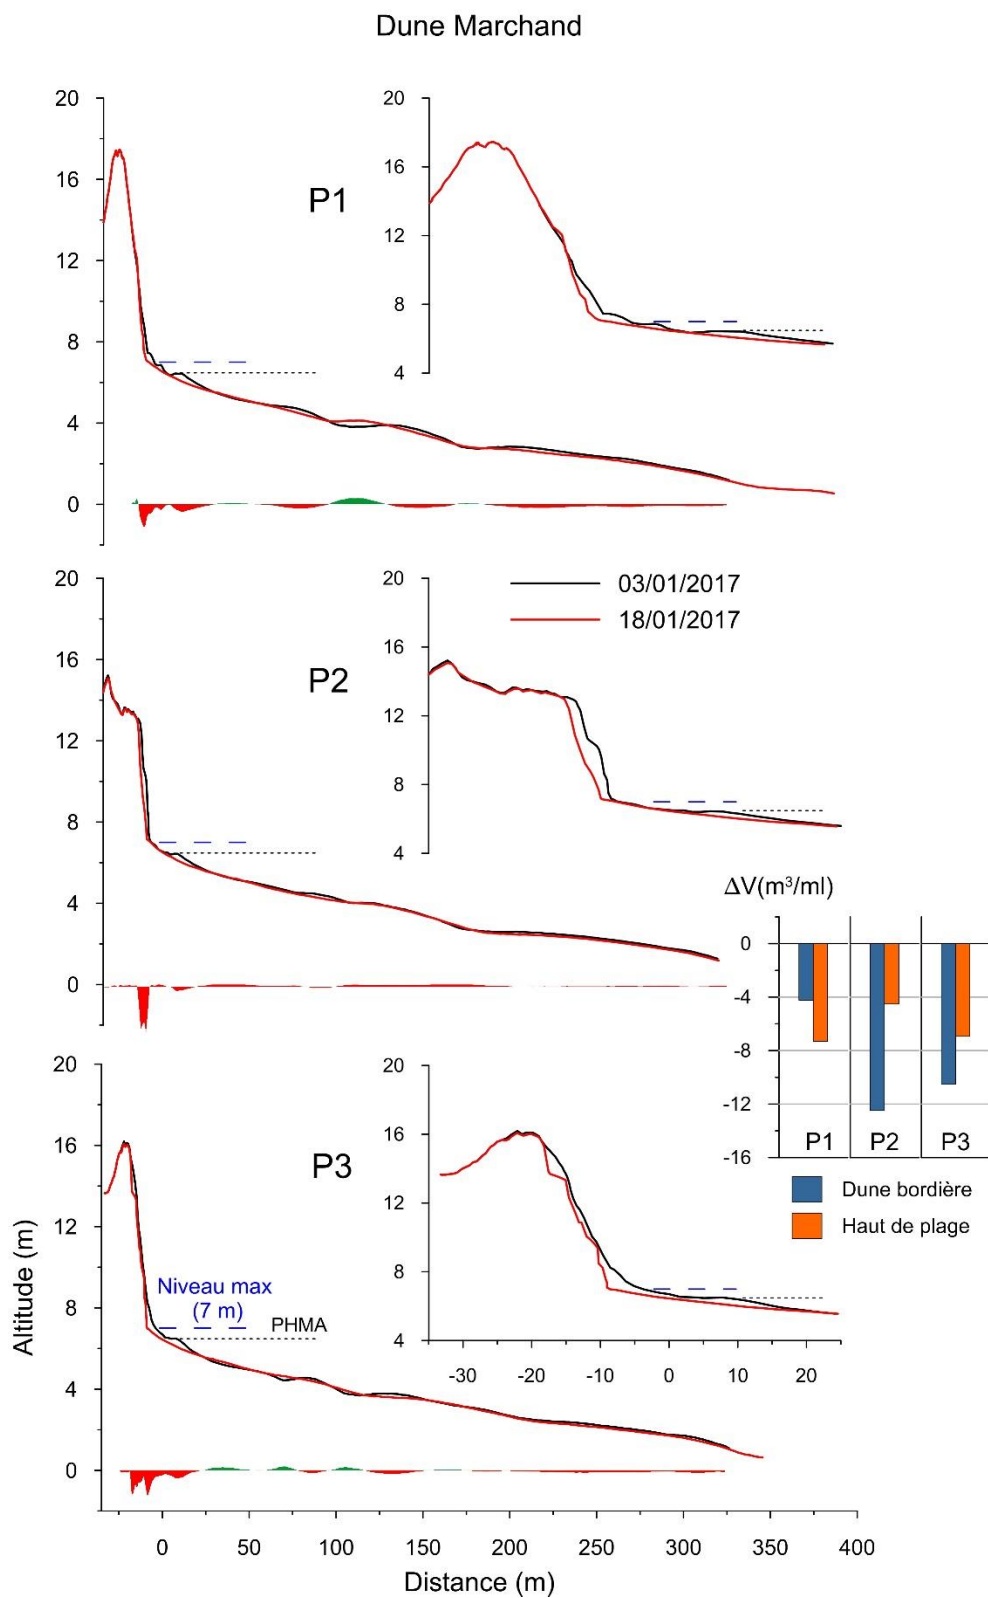 Dune Marchand
20
16
12
8
4
0
P1
20
16
12
8
4
20
16
12
8
4
0
P2
20
16
12
8
4
03/01/2017
18/01/2017
ΔV(m³/ml)
0
-4
-8
-12
-16
P1 P2 P3
Dune bordière
Haut de plage
20
16
12
8
4
0
P3
Niveau max
(7 m)
PHMA
20
16
12
8
4
-30 -20 -10 0 10 20
Altitude (m)
0 50 100 150 200 250 300 350 400
Distance (m)